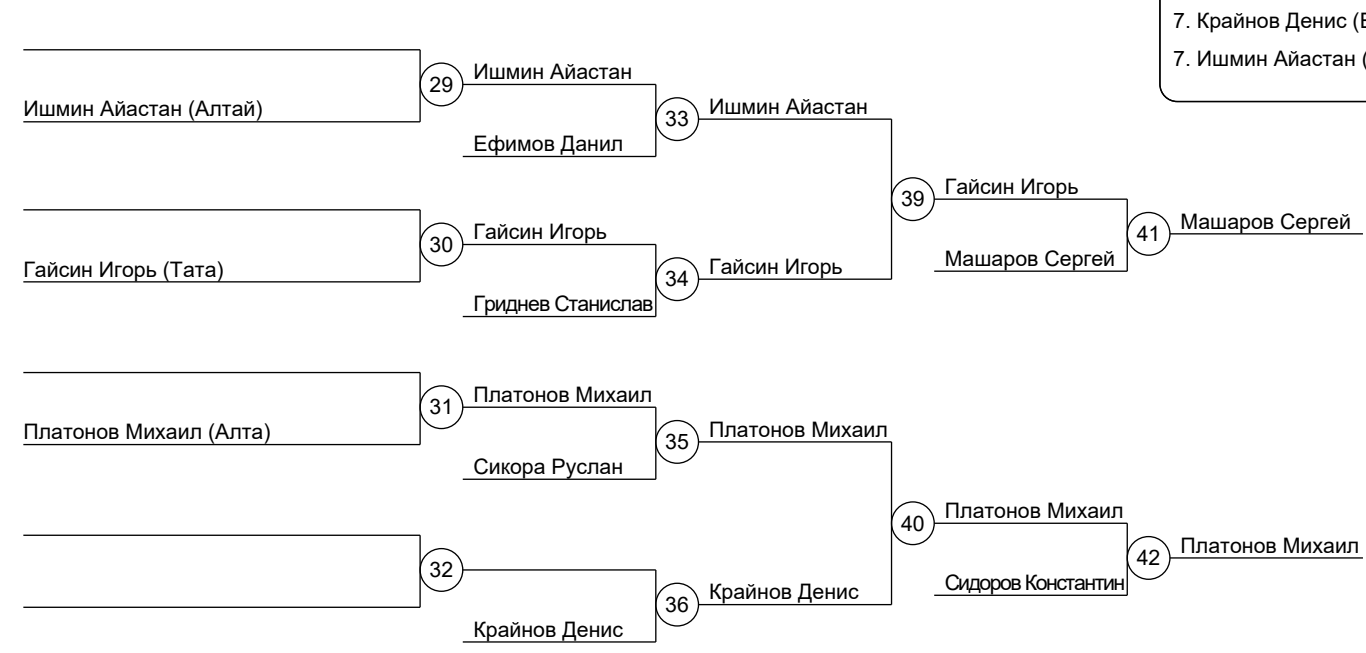 7. Крайнов Денис (
7. Ишмин Айастан (
29
Ишмин Айастан
Ишмин Айастан (Алтай)
33
Ишмин Айастан
Ефимов Данил
39
Гайсин Игорь
41
Машаров Сергей
30
Гайсин Игорь
Гайсин Игорь (Тата)
34
Гайсин Игорь
Машаров Сергей
Гриднев Станислав
31
Платонов Михаил
Платонов Михаил (Алта)
35
Платонов Михаил
Сикора Руслан
40
Платонов Михаил
42
Платонов Михаил
32
Сидоров Константин
36
Крайнов Денис
Крайнов Денис